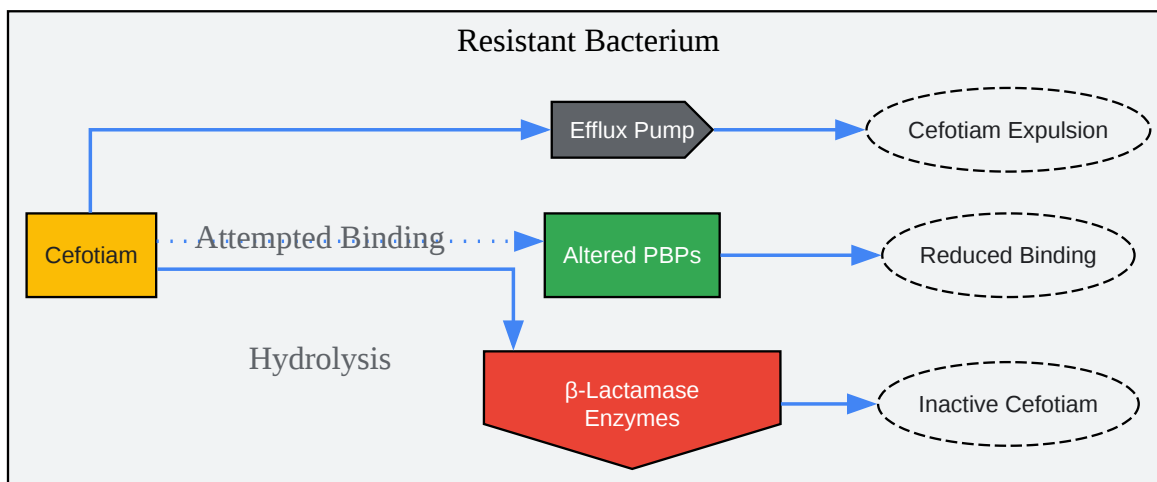 Resistant Bacterium
Efflux Pump
Cefotiam Expulsion
Cefotiam
Attempted Binding
Altered PBPs
Reduced Binding
Hydrolysis
β-Lactamase
Enzymes
Inactive Cefotiam